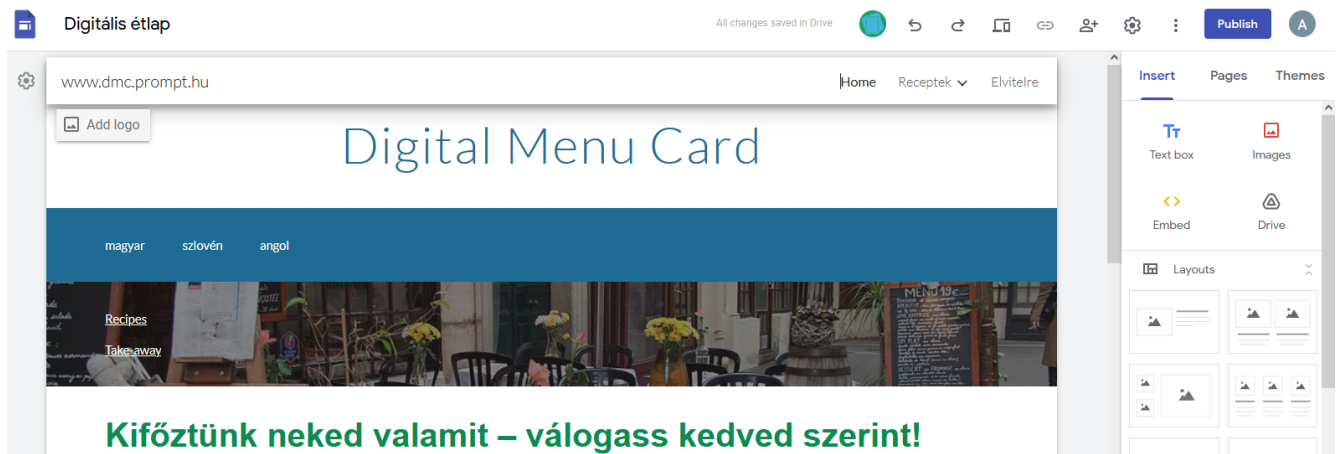 Digitális étlap
All changes saved in Drive
Publish
A
www.dmc.prompt.hu
Home Receptek Elvitelre
Add logo
Digital Menu Card
magyar szlovén angol
Recipes
Take-away
MENU 19€
Kifőztünk neked valamit – válogass kedved szerint!
Insert Pages Themes
Text box Images
Embed Drive
Layouts